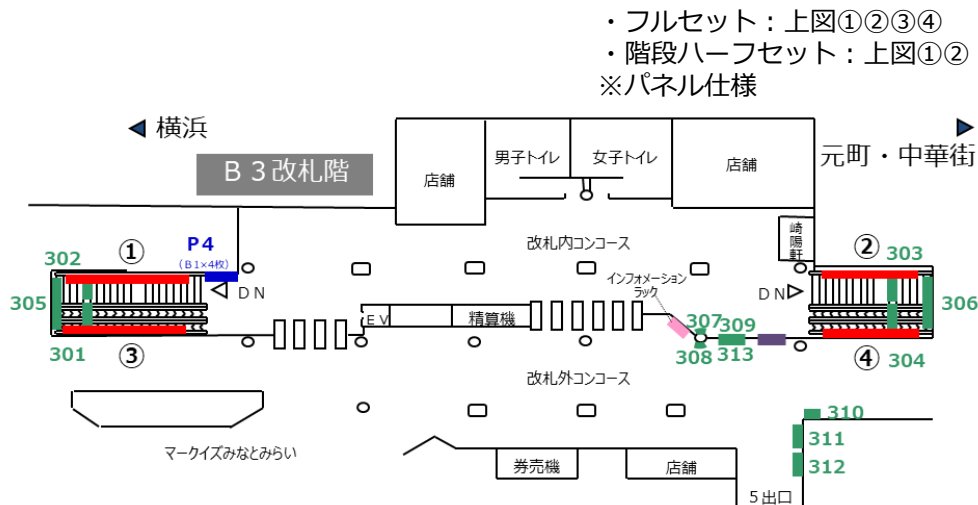 ・フルセット：上図①②③④
・階段ハーフセット：上図①②
※パネル仕様
横浜
元町・中華街
B3改札階
店舗
男子トイレ
女子トイレ
店舗
崎陽軒
改札内コンコース
302
①
P4
(B1×4枚)
DN
305
301
③
インフォメーション
ラック
EV
精算機
307
308
309
313
DN
②
303
306
④
304
改札外コンコース
310
311
312
マークイズみなとみらい
券売機
店舗
5出口